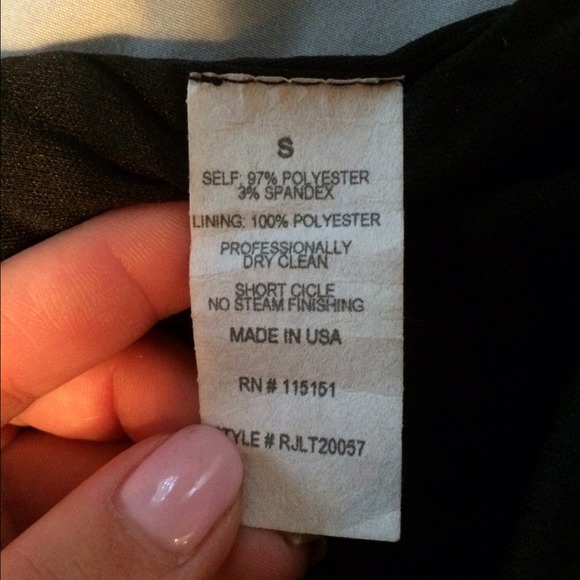 S
SELF: 97% POLYESTER
3% SPANDEX
LINING: 100% POLYESTER
PROFESSIONALLY
DRY CLEAN
SHORT CICLE
NO STEAM FINISHING
MADE IN USA
RN # 115151
TYLE # RJLT20057